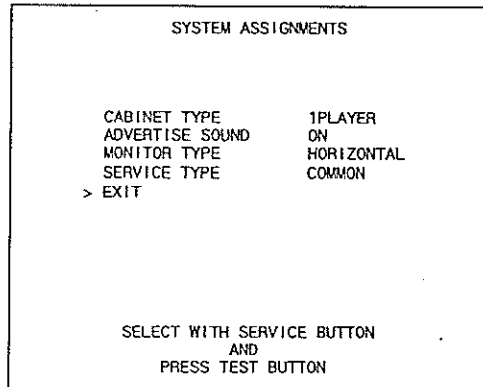 SYSTEM ASSIGNMENTS
CABINET TYPE 1PLAYER
ADVERTISE SOUND ON
MONITOR TYPE HORIZONTAL
SERVICE TYPE COMMON
> EXIT
SELECT WITH SERVICE BUTTON
AND
PRESS TEST BUTTON